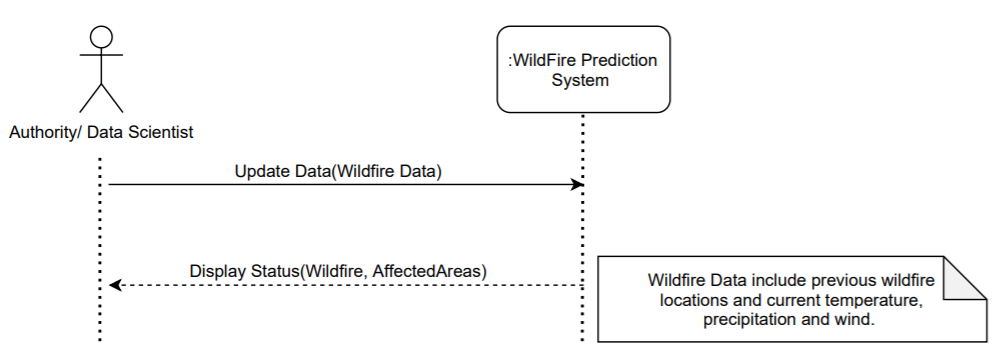 :WildFire Prediction
System
Authority/ Data Scientist
Update Data(Wildfire Data)
Display Status(Wildfire, AffectedAreas)
Wildfire Data include previous wildfire
locations and current temperature,
precipitation and wind.